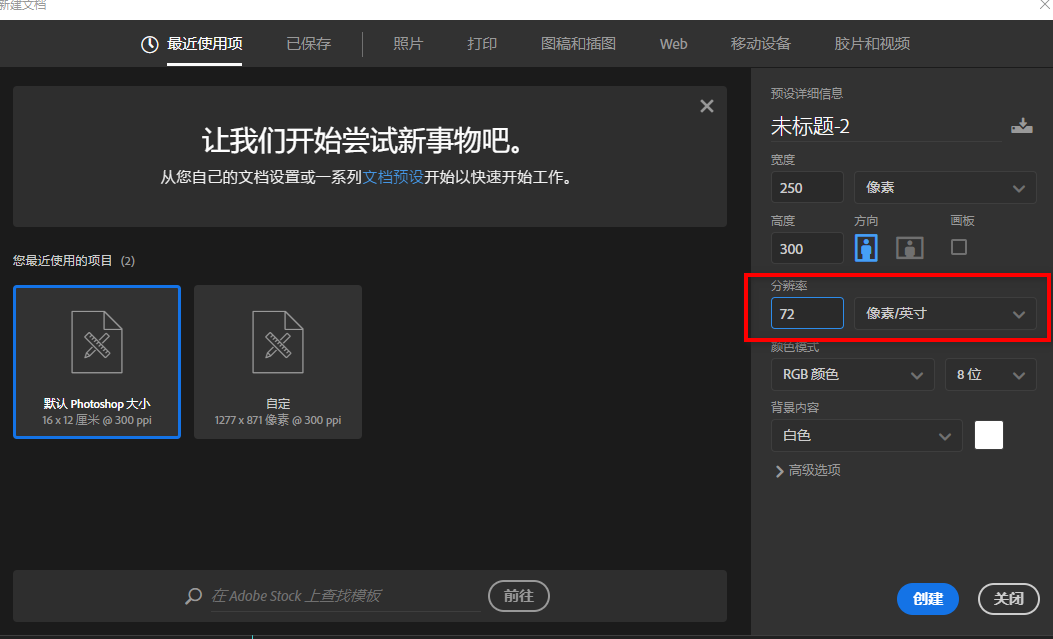 新建文档
最近使用项 已保存 照片 打印 图稿和插图 Web 移动设备 胶片和视频
让我们开始尝试新事物吧。
从您自己的文档设置或一系列文档预设开始以快速开始工作。
您最近使用的项目 (2)
默认 Photoshop 大小
16 x 12 厘米 @ 300 ppi
自定
1277 x 871 像素 @ 300 ppi
在 Adobe Stock 上查找模板 前往
预设详细信息
未标题-2
宽度
250 像素
高度 方向 画板
300
分辨率
72 像素/英寸
颜色模式
RGB 颜色 8 位
背景内容
白色
高级选项
创建 关闭